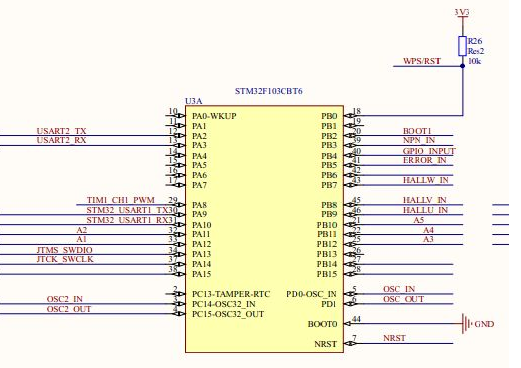 3V3
R26
Res2
10k
WPS/RST
STM32F103CBT6
U3A
10 PA0-WKUP PB0 18
11 PA1 PB1 19
USART2_TX 12 PA2 PB2 20 BOOT1
USART2_RX 13 PA3 PB3 39 NPN_IN
14 PA4 PB4 40 GPIO_INPUT
15 PA5 PB5 41 ERROR_IN
16 PA6 PB6 42
17 PA7 PB7 43 HALLW_IN
TIM1_CH1_PWM 29 PA8 PB8 45 HALLV_IN
STM32_USART1_TX 30 PA9 PB9 46 HALLU_IN
STM32_USART1_RX 31 PA10 PB10 21 A5
A2 32 PA11 PB11 22 A4
A1 33 PA12 PB12 25 A3
JTMS_SWDIO 34 PA13 PB13 26
JTCK_SWCLK 37 PA14 PB14 27
38 PA15 PB15 28
2 PC13-TAMPER-RTC PD0-OSC_IN 5 OSC_IN
OSC2_IN 3 PC14-OSC32_IN PD1 6 OSC_OUT
OSC2_OUT 4 PC15-OSC32_OUT
BOOT0 44 GND
NRST 7 NRST